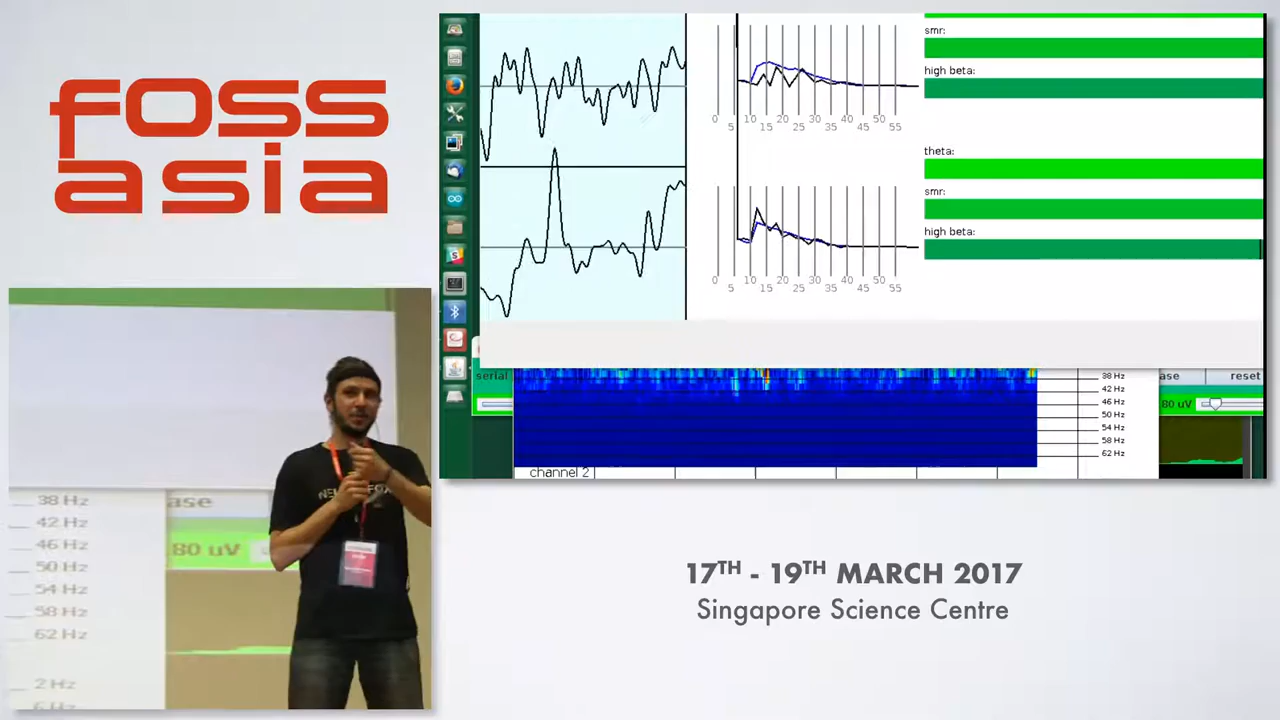 foss
asia
smr:
high beta:
0 10 20 30 40 50
5 15 25 35 45 55
theta:
smr:
high beta:
0 10 20 30 40 50
5 15 25 35 45 55
serial
38 Hz
42 Hz
46 Hz
50 Hz
54 Hz
58 Hz
62 Hz
ase
reset
80 uV
channel 2
38 Hz
42 Hz
46 Hz
50 Hz
54 Hz
58 Hz
62 Hz
2 Hz
ase
80 uV
17TH - 19TH MARCH 2017
Singapore Science Centre